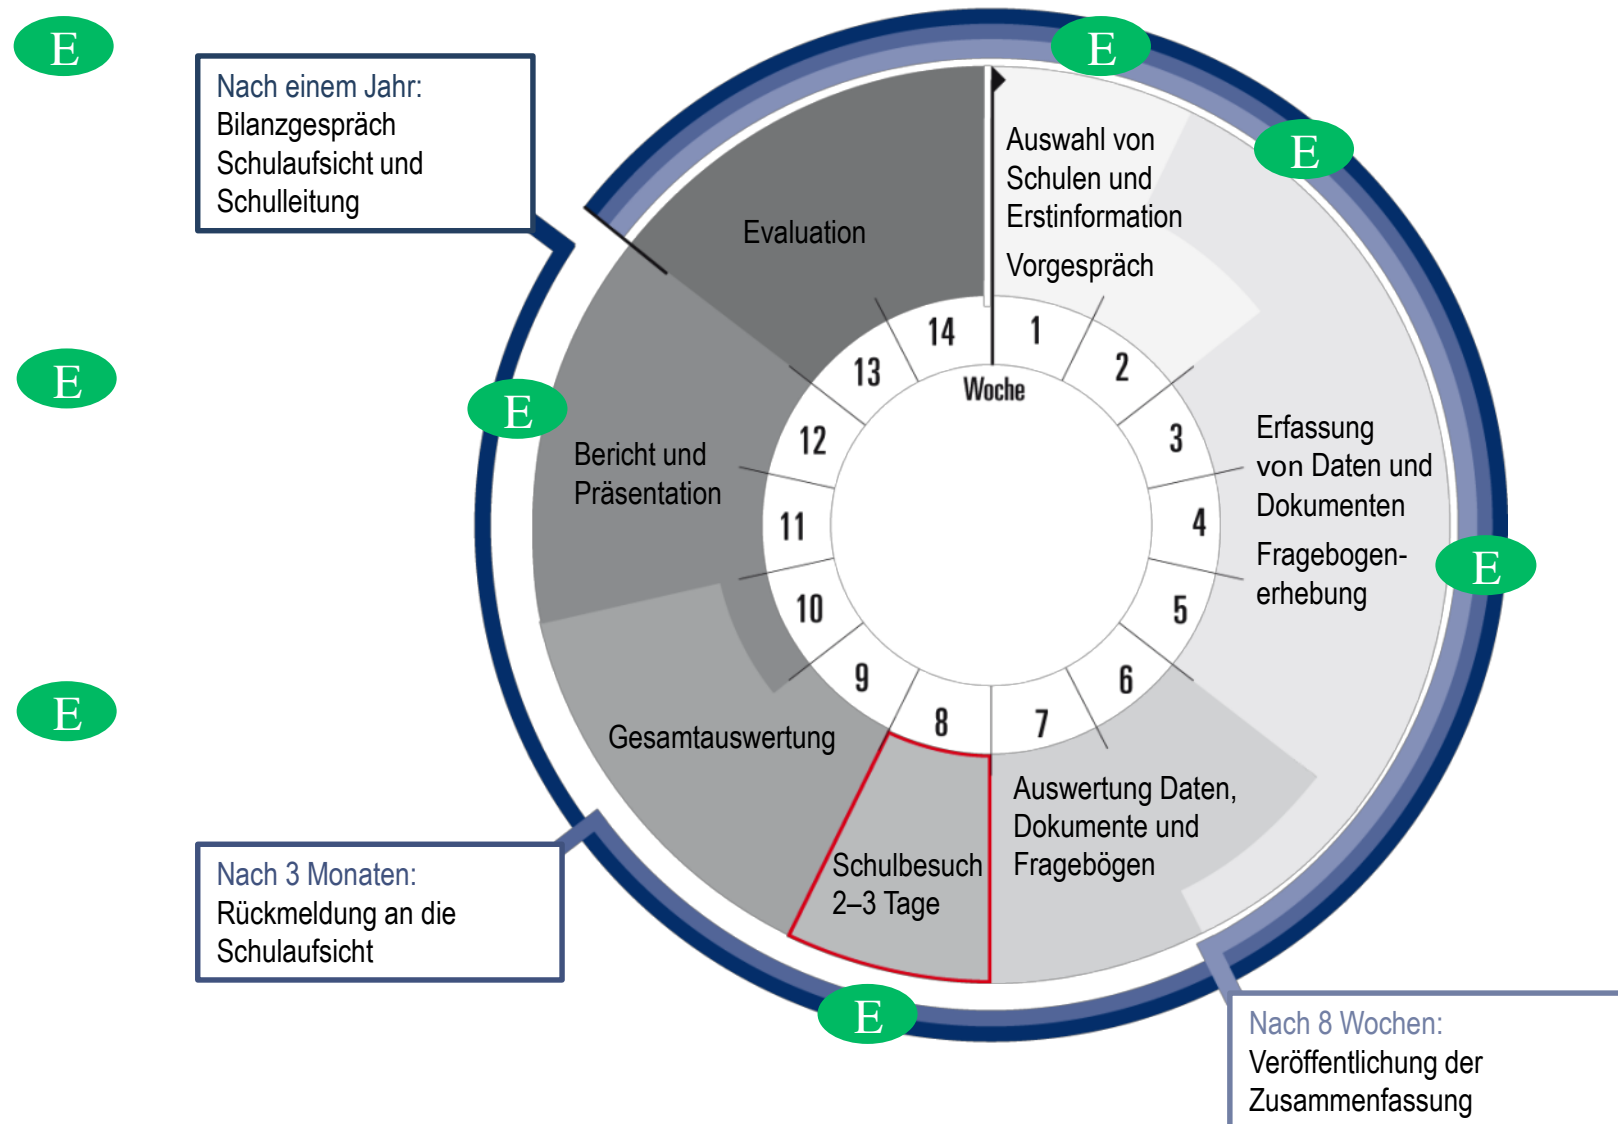 E
E
Nach einem Jahr:
Bilanzgespräch
Schulaufsicht und
Schulleitung
E
Auswahl von
Schulen und
Erstinformation
Vorgespräch
Evaluation
14
1
13
2
Woche
E
E
12
3
Bericht und
Präsentation
Erfassung
von Daten und
Dokumenten
11
4
Fragebogen-
erhebung
E
10
5
9
6
E
8
7
Gesamtauswertung
Auswertung Daten,
Dokumente und
Fragebögen
Schulbesuch
2–3 Tage
Nach 3 Monaten:
Rückmeldung an die
Schulaufsicht
E
Nach 8 Wochen:
Veröffentlichung der
Zusammenfassung